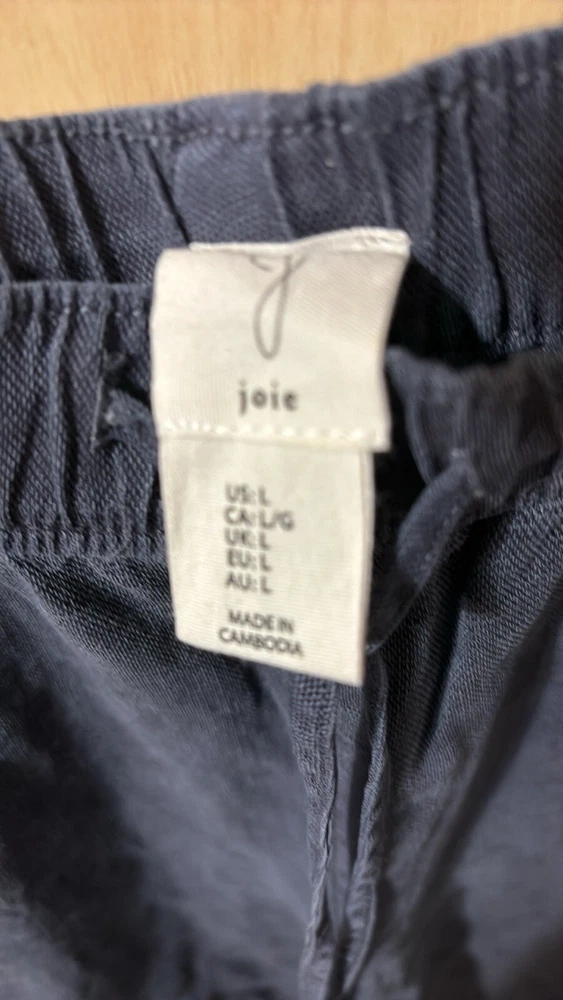 j
joie
US: L
CA: L/G
UK: L
EU: L
AU: L
MADE IN
CAMBODIA